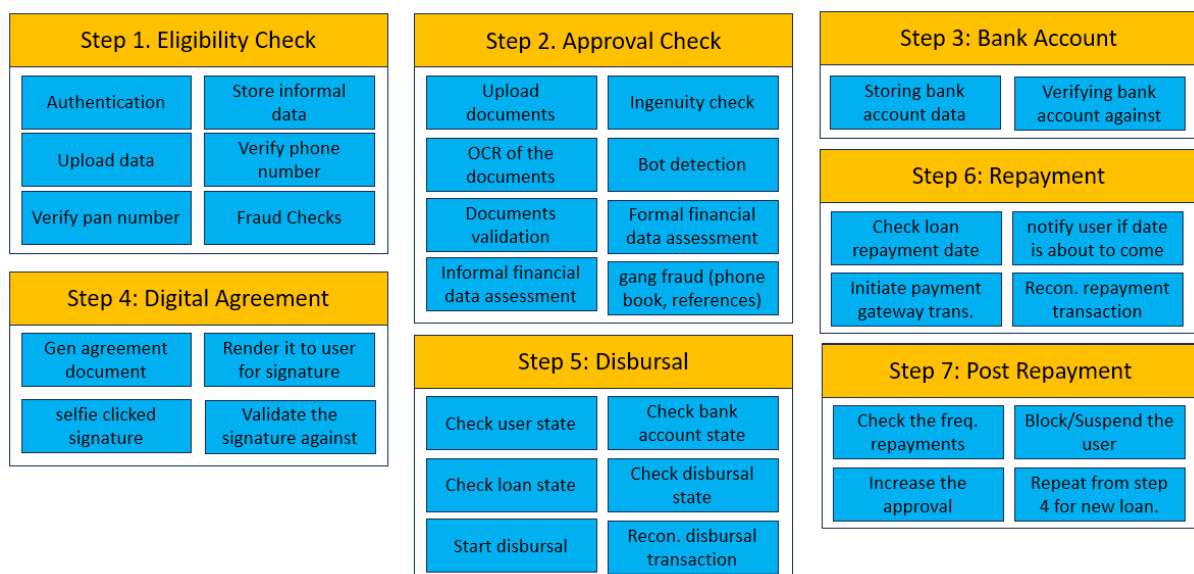 Step 1. Eligibility Check
Authentication
Store informal
data
Upload data
Verify phone
number
Verify pan number
Fraud Checks
Step 2. Approval Check
Upload
documents
Ingenuity check
OCR of the
documents
Bot detection
Documents
validation
Formal financial
data assessment
Informal financial
data assessment
gang fraud (phone
book, references)
Step 3: Bank Account
Storing bank
account data
Verifying bank
account against
Step 4: Digital Agreement
Gen agreement
document
Render it to user
for signature
selfie clicked
signature
Validate the
signature against
Step 5: Disbursal
Check user state
Check bank
account state
Check loan state
Check disbursal
state
Start disbursal
Recon. disbursal
transaction
Step 6: Repayment
Check loan
repayment date
notify user if date
is about to come
Initiate payment
gateway trans.
Recon. repayment
transaction
Step 7: Post Repayment
Check the freq.
repayments
Block/Suspend the
user
Increase the
approval
Repeat from step
4 for new loan.